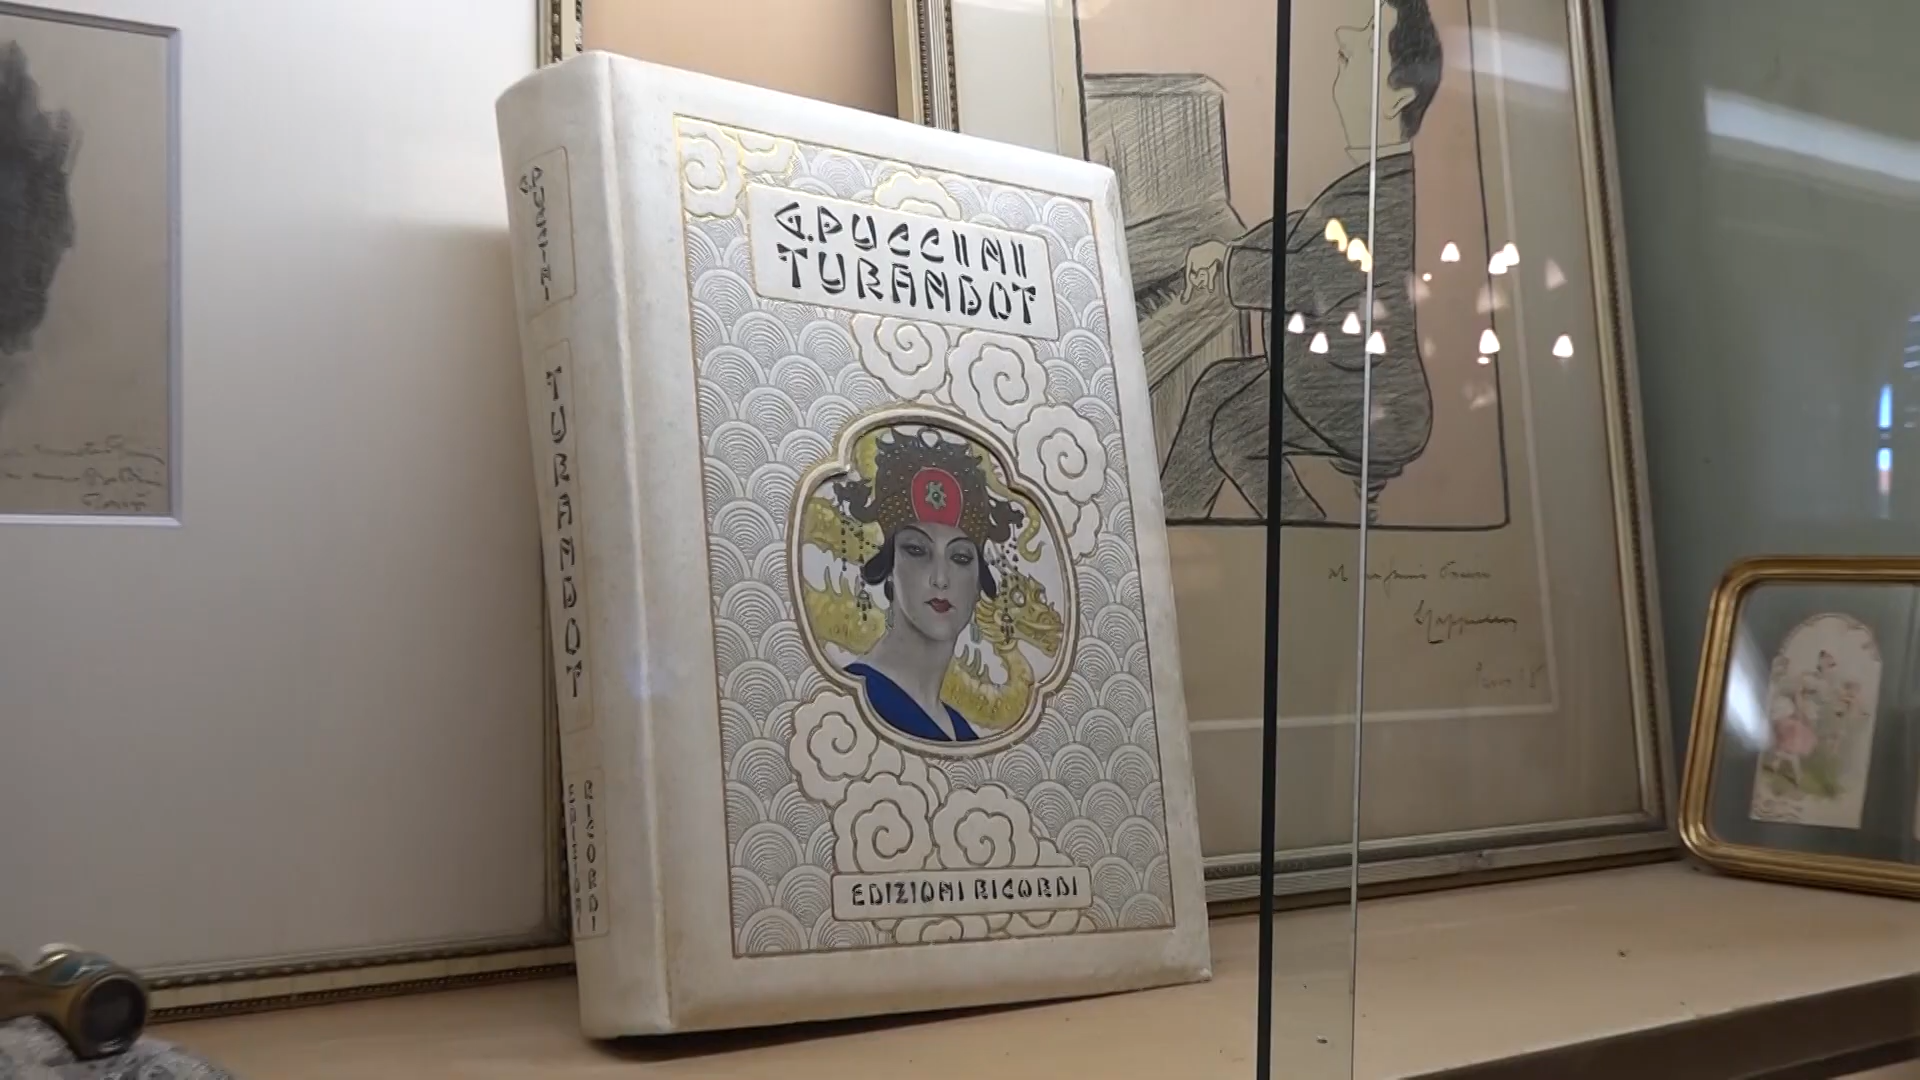 G. PUCCINI
TURANDOT
EDIZIONI RICORDI
G. PUCCINI
TURANDOT
EDIZIONI
RICORDI